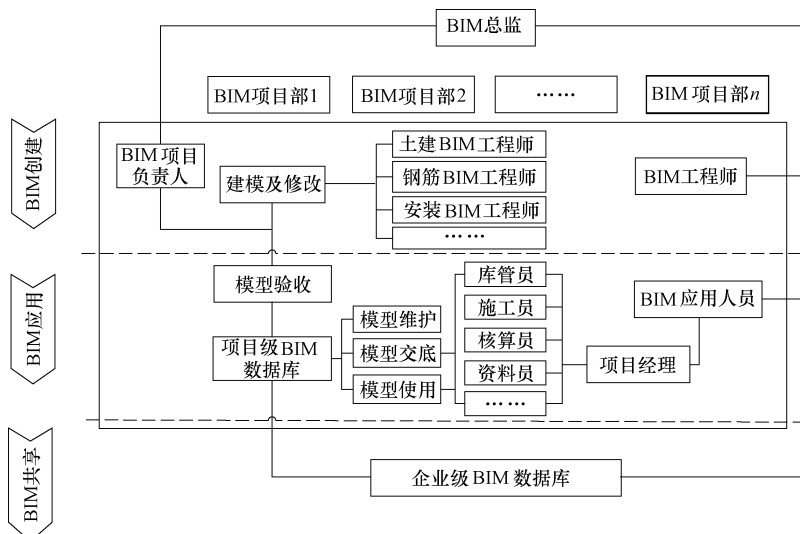 BIM总监
BIM项目部1
BIM项目部2
……
BIM项目部n
BIM创建
BIM项目
负责人
建模及修改
土建BIM工程师
钢筋BIM工程师
安装BIM工程师
……
BIM工程师
BIM应用
模型验收
项目级BIM
数据库
模型维护
模型交底
模型使用
库管员
施工员
核算员
资料员
……
项目经理
BIM应用人员
BIM共享
企业级BIM数据库